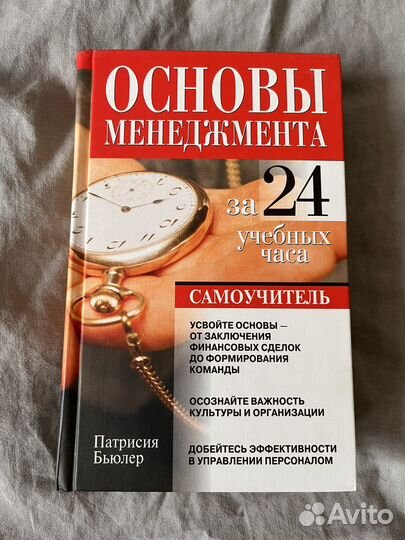 ОСНОВЫ
МЕНЕДЖМЕНТА
за 24
учебных
часа
САМОУЧИТЕЛЬ
УСВОЙТЕ ОСНОВЫ —
ОТ ЗАКЛЮЧЕНИЯ
ФИНАНСОВЫХ СДЕЛОК
ДО ФОРМИРОВАНИЯ
КОМАНДЫ
ОСОЗНАЙТЕ ВАЖНОСТЬ
КУЛЬТУРЫ И ОРГАНИЗАЦИИ
ДОБЕЙТЕСЬ ЭФФЕКТИВНОСТИ
В УПРАВЛЕНИИ ПЕРСОНАЛОМ
Патрисия
Бьюлер
Avito